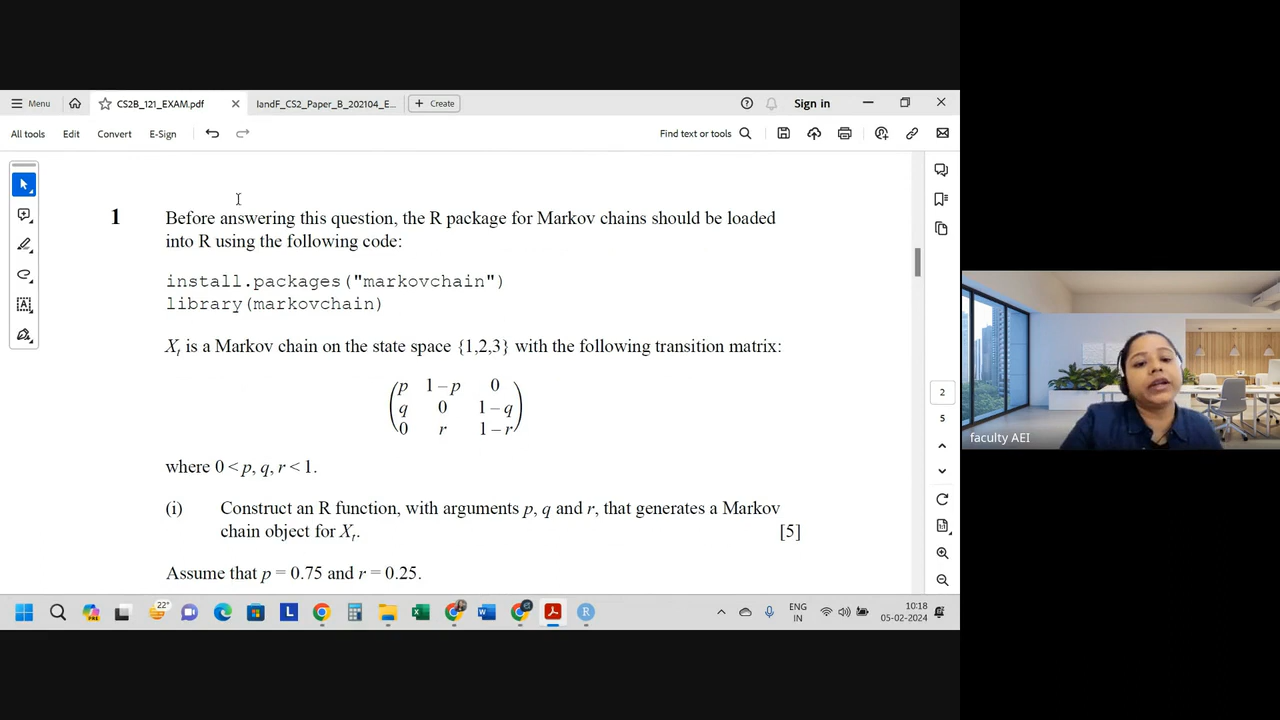 Menu
CS2B_121_EXAM.pdf
IandF_CS2_Paper_B_202104_E...
Create
Sign in
All tools
Edit
Convert
E-Sign
Find text or tools
1
Before answering this question, the R package for Markov chains should be loaded
into R using the following code:
install.packages("markovchain")
library(markovchain)
Xt is a Markov chain on the state space {1,2,3} with the following transition matrix:
p 1−p 0
q 0 1−q
0 r 1−r
where 0 < p, q, r < 1.
(i) Construct an R function, with arguments p, q and r, that generates a Markov
chain object for Xt. [5]
Assume that p = 0.75 and r = 0.25.
2
5
faculty AEI
22°
ENG
IN
10:18
05-02-2024